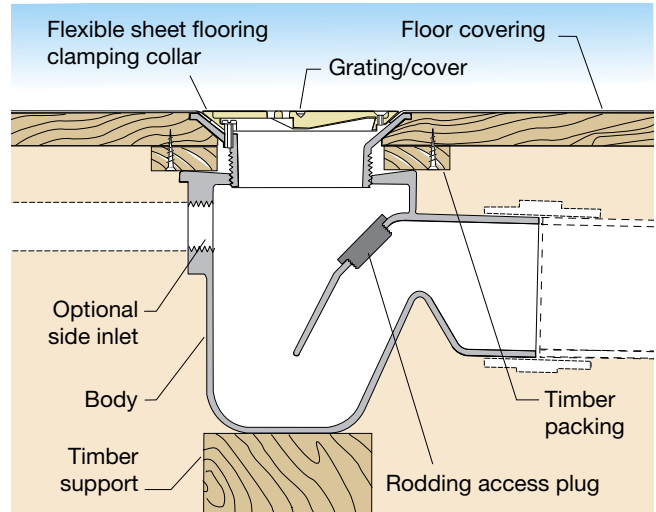 Flexible sheet flooring
clamping collar
Floor covering
Grating/cover
Optional
side inlet
Body
Timber
packing
Timber
support
Rodding access plug